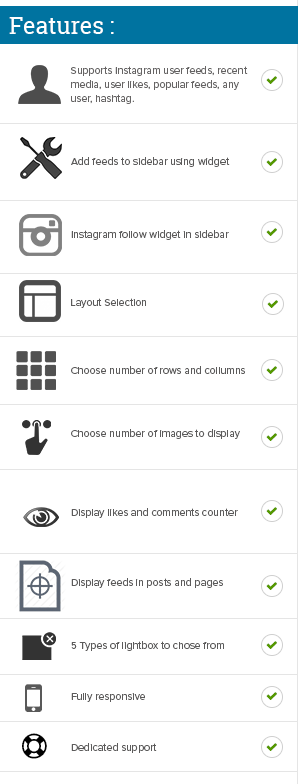 Features :
Supports Instagram user feeds, recent
media, user likes, popular feeds, any
user, hashtag.
Add feeds to sidebar using widget
Instagram follow widget in sidebar
Layout Selection
Choose number of rows and collumns
Choose number of images to display
Display likes and comments counter
Display feeds in posts and pages
5 Types of lightbox to chose from
Fully responsive
Dedicated support